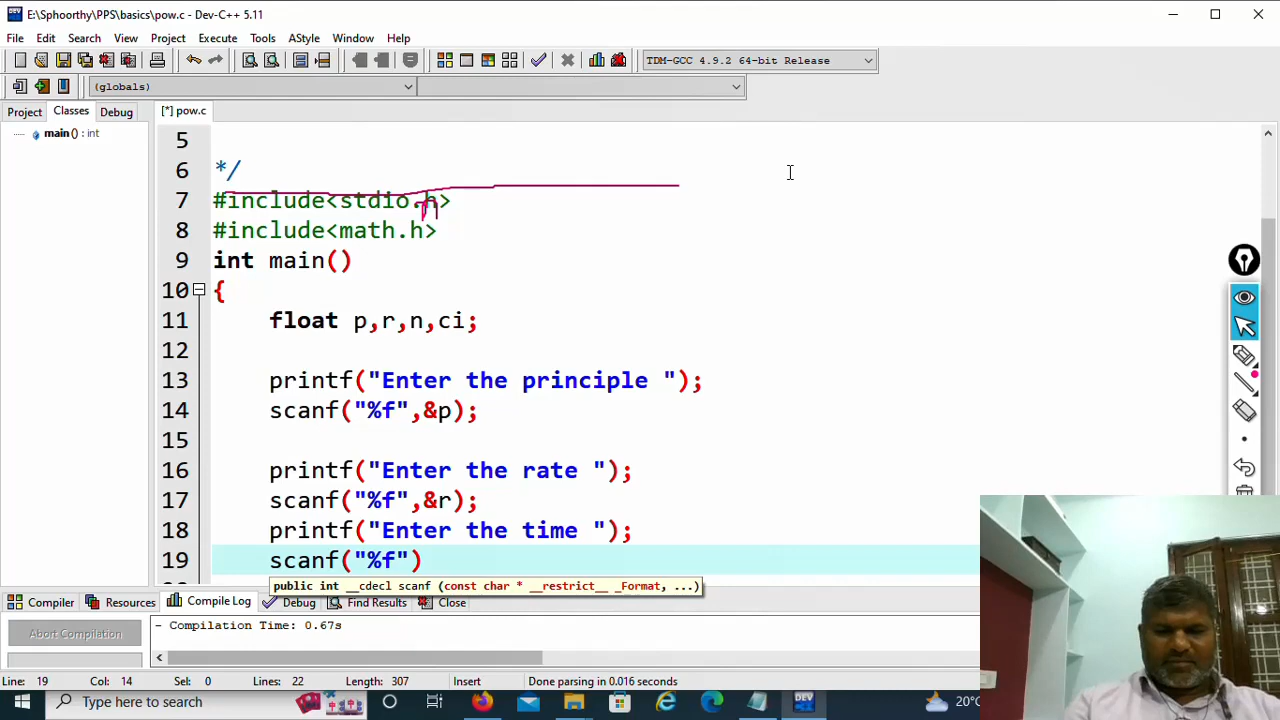 E:\Sphoorthy\PPS\basics\pow.c - Dev-C++ 5.11
File Edit Search View Project Execute Tools AStyle Window Help
TDM-GCC 4.9.2 64-bit Release
(globals)
Project Classes Debug [*] pow.c
main () : int
5
6 */
7 #include<stdio.h>
8 #include<math.h>
9 int main()
10 {
11 float p,r,n,ci;
12
13 printf("Enter the principle ");
14 scanf("%f",&p);
15
16 printf("Enter the rate ");
17 scanf("%f",&r);
18 printf("Enter the time ");
19 scanf("%f")
public int __cdecl scanf (const char * __restrict__ _Format, ...)
Compiler Resources Compile Log Debug Find Results Close
Abort Compilation
- Compilation Time: 0.67s
Line: 19 Col: 14 Sel: 0 Lines: 22 Length: 307 Insert Done parsing in 0.016 seconds
Type here to search
DEV
20°C